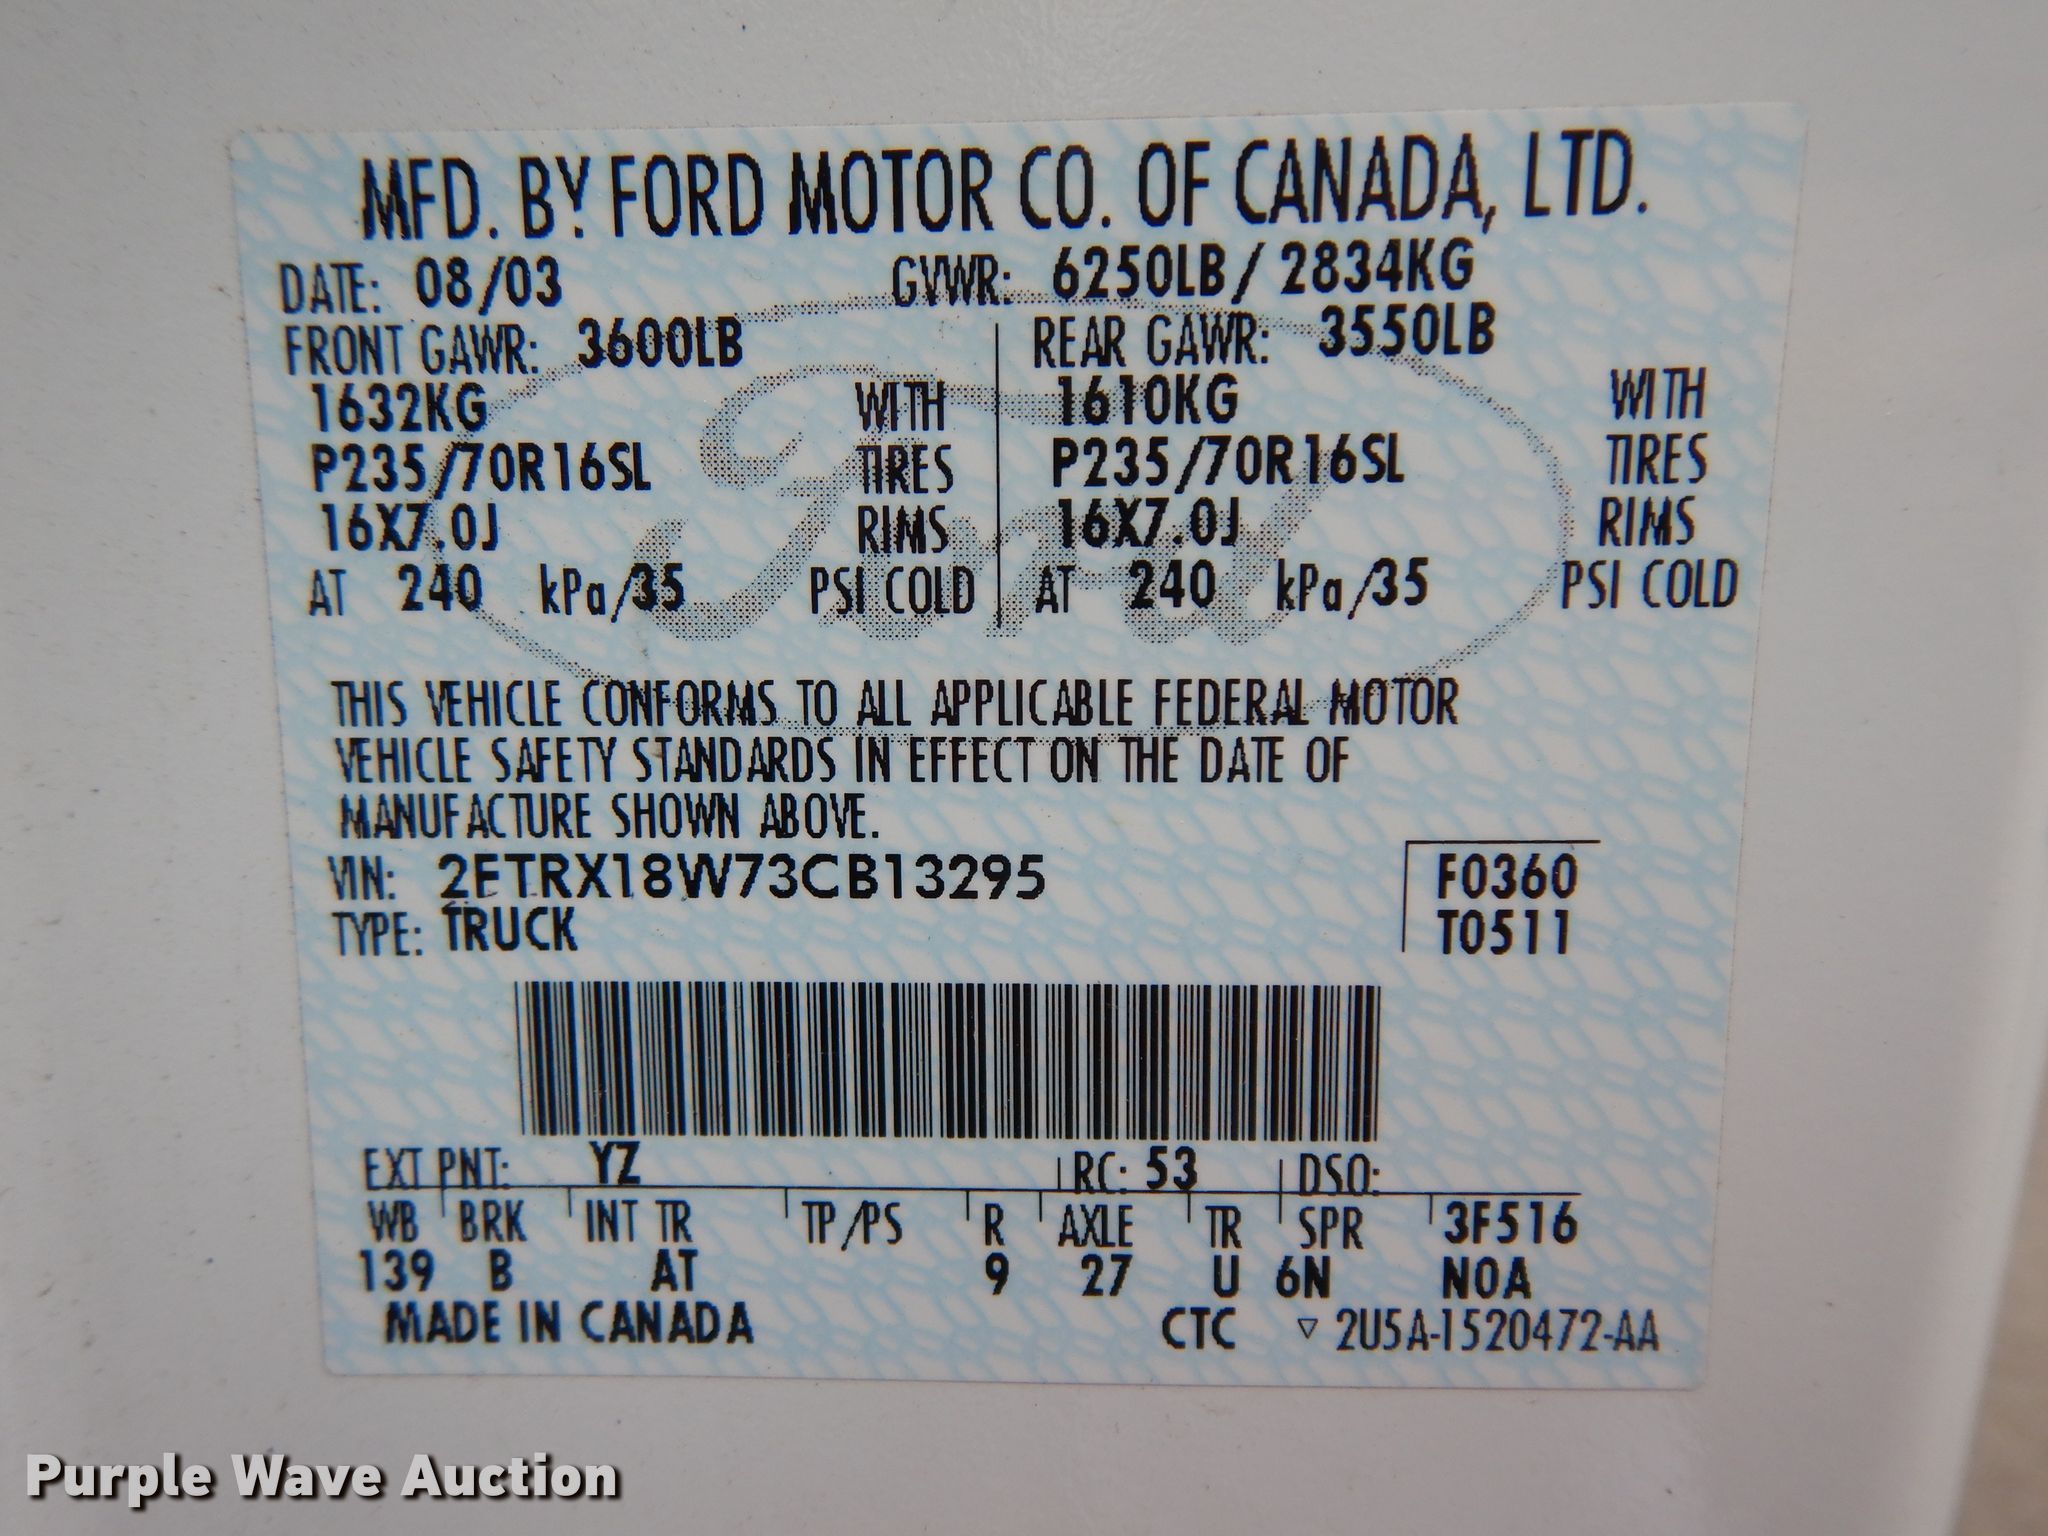 MFD. BY FORD MOTOR CO. OF CANADA, LTD.
DATE: 08/03 GVWR: 6250LB / 2834KG
FRONT GAWR: 3600LB REAR GAWR: 3550LB
1632KG WITH 1610KG WITH
P235/70R16SL TIRES P235/70R16SL TIRES
16X7.0J RIMS 16X7.0J RIMS
AT 240 kPa/35 PSI COLD AT 240 kPa/35 PSI COLD
Ford
THIS VEHICLE CONFORMS TO ALL APPLICABLE FEDERAL MOTOR
VEHICLE SAFETY STANDARDS IN EFFECT ON THE DATE OF
MANUFACTURE SHOWN ABOVE.
VIN: 2FTRX18W73CB13295 F0360
TYPE: TRUCK T0511
EXT PNT: YZ RC: 53 DSO:
WB BRK INT TR TP/PS R AXLE TR SPR 3F516
139 B AT 9 27 U 6N NOA
MADE IN CANADA CTC ▽ 2U5A-1520472-AA
Purple Wave Auction